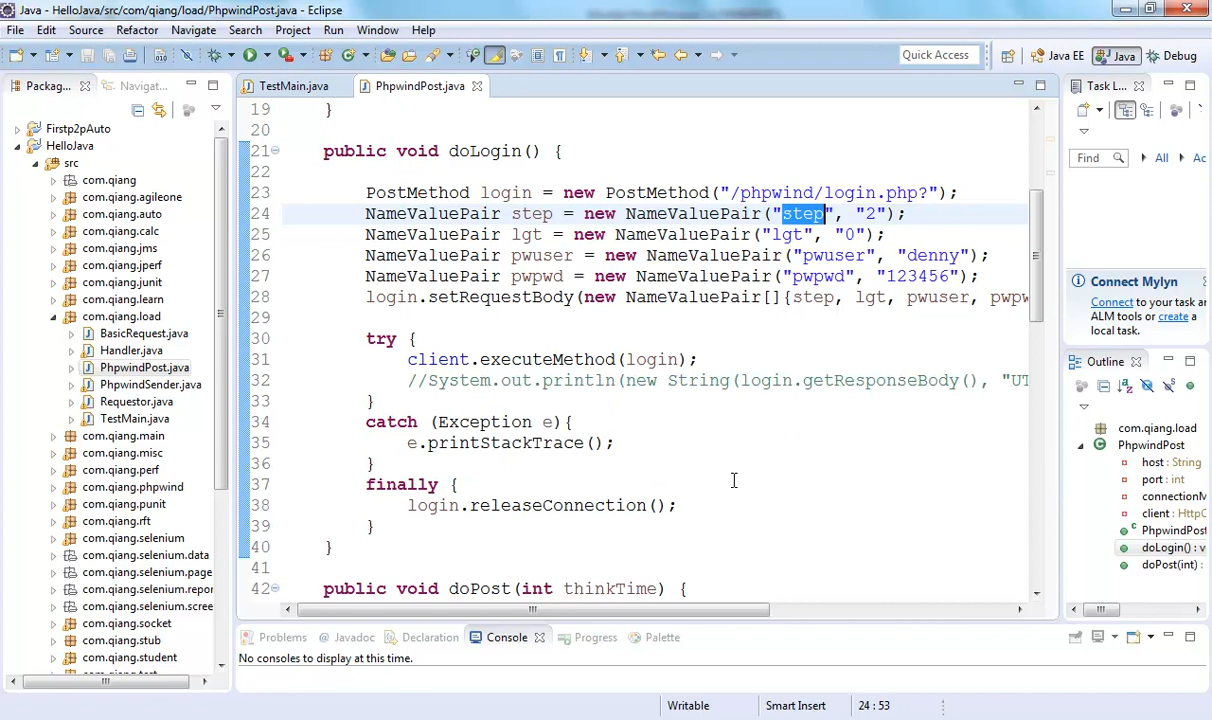 Java - HelloJava/src/com/qiang/load/PhpwindPost.java - Eclipse
File Edit Source Refactor Navigate Search Project Run Window Help
Quick Access Java EE Java Debug
Packag... Navigat...
Firstp2pAuto
HelloJava
src
com.qiang
com.qiang.agileone
com.qiang.auto
com.qiang.calc
com.qiang.jms
com.qiang.jperf
com.qiang.junit
com.qiang.learn
com.qiang.load
BasicRequest.java
Handler.java
PhpwindPost.java
PhpwindSender.java
Requestor.java
TestMain.java
com.qiang.main
com.qiang.misc
com.qiang.perf
com.qiang.phpwind
com.qiang.punit
com.qiang.rft
com.qiang.selenium
com.qiang.selenium.data
com.qiang.selenium.page
com.qiang.selenium.repor
com.qiang.selenium.scree
com.qiang.socket
com.qiang.stub
com.qiang.student
TestMain.java PhpwindPost.java
19 }
20
21 public void doLogin() {
22
23 PostMethod login = new PostMethod("/phpwind/login.php?");
24 NameValuePair step = new NameValuePair("step", "2");
25 NameValuePair lgt = new NameValuePair("lgt", "0");
26 NameValuePair pwuser = new NameValuePair("pwuser", "denny");
27 NameValuePair pwpwd = new NameValuePair("pwpwd", "123456");
28 login.setRequestBody(new NameValuePair[]{step, lgt, pwuser, pwpw
29
30 try {
31 client.executeMethod(login);
32 //System.out.println(new String(login.getResponseBody(), "UT
33 }
34 catch (Exception e){
35 e.printStackTrace();
36 }
37 finally {
38 login.releaseConnection();
39 }
40 }
41
42 public void doPost(int thinkTime) {
Problems Javadoc Declaration Console Progress Palette
No consoles to display at this time.
Task L
Find All Ac
Connect Mylyn
Connect to your task a
ALM tools or create a
local task.
Outline
com.qiang.load
PhpwindPost
host : String
port : int
connectionM
client : HttpC
PhpwindPost
doLogin() : v
doPost(int) :
Writable Smart Insert 24 : 53